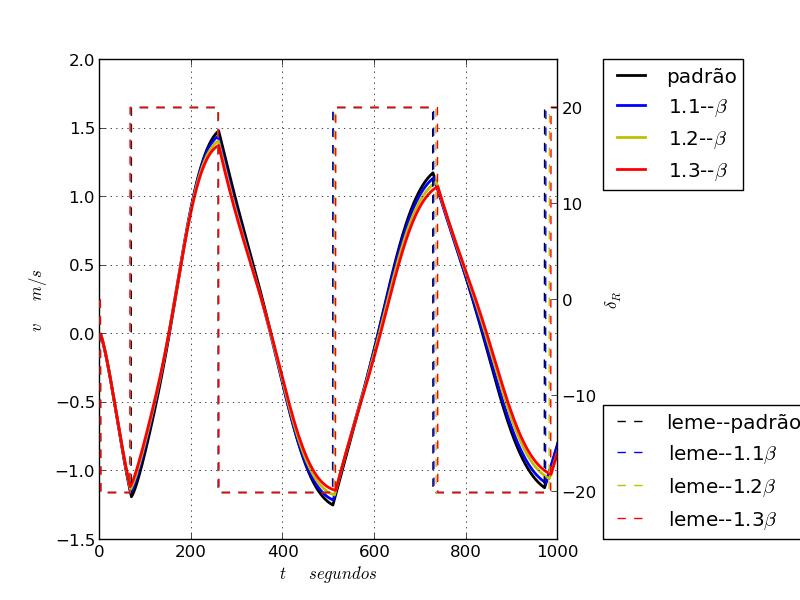 2.0
1.5
1.0
0.5
0.0
−0.5
−1.0
−1.5
v m/s
0 200 400 600 800 1000
t segundos
20
10
0
−10
−20
δR
padrão
1.1--β
1.2--β
1.3--β
leme--padrão
leme--1.1β
leme--1.2β
leme--1.3β